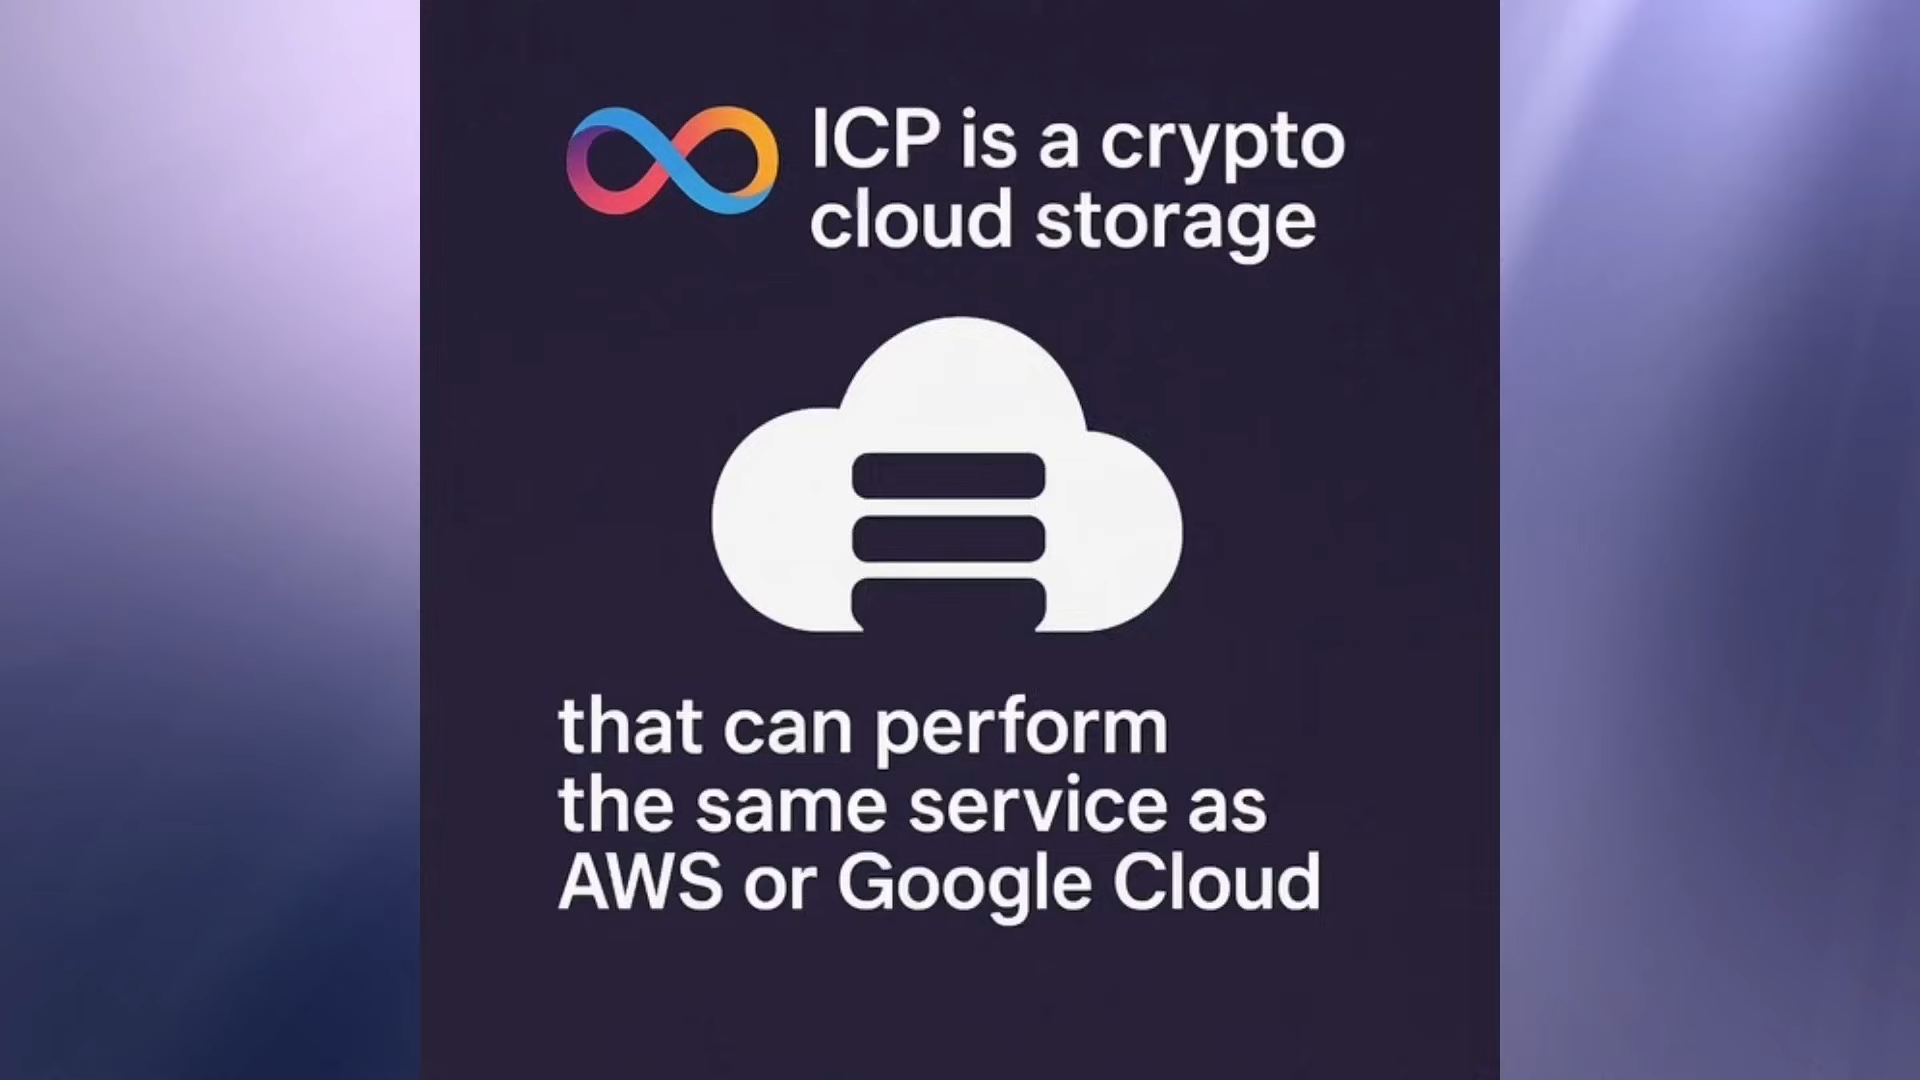 ICP is a crypto
cloud storage
that can perform
the same service as
AWS or Google Cloud